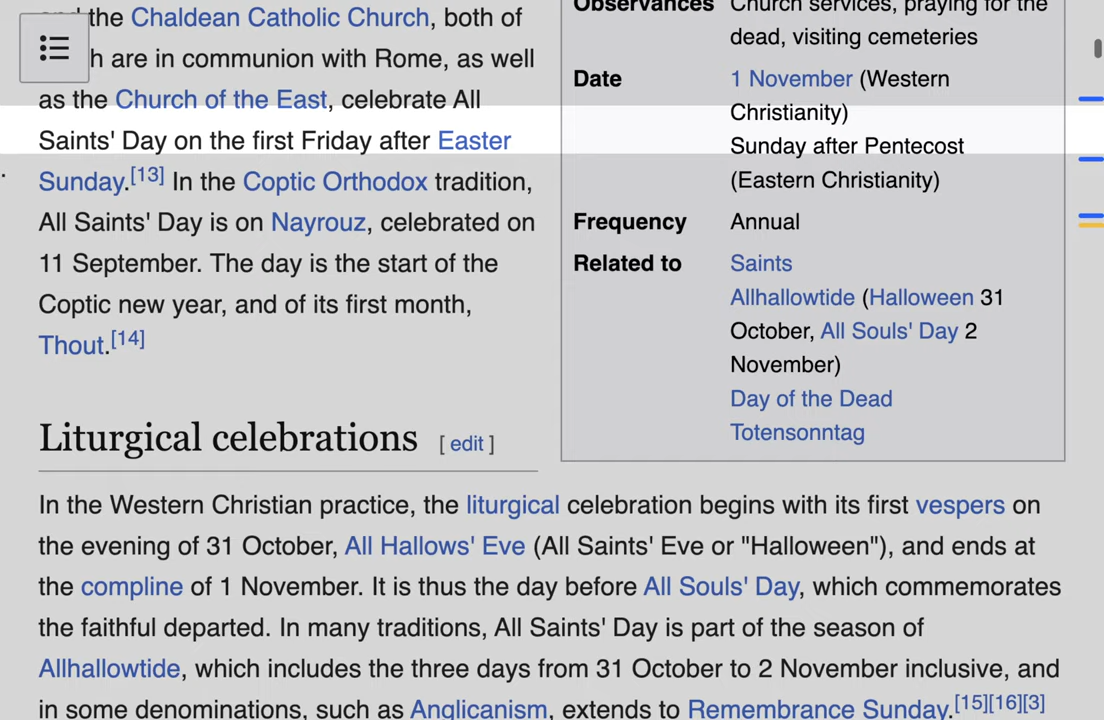 the Chaldean Catholic Church, both of
h are in communion with Rome, as well
as the Church of the East, celebrate All
Saints' Day on the first Friday after Easter
Sunday.[13] In the Coptic Orthodox tradition,
All Saints' Day is on Nayrouz, celebrated on
11 September. The day is the start of the
Coptic new year, and of its first month,
Thout.[14]
Observances Church services, praying for the
dead, visiting cemeteries
Date 1 November (Western
Christianity)
Sunday after Pentecost
(Eastern Christianity)
Frequency Annual
Related to Saints
Allhallowtide (Halloween 31
October, All Souls' Day 2
November)
Day of the Dead
Totensonntag
Liturgical celebrations [ edit ]
In the Western Christian practice, the liturgical celebration begins with its first vespers on
the evening of 31 October, All Hallows' Eve (All Saints' Eve or "Halloween"), and ends at
the compline of 1 November. It is thus the day before All Souls' Day, which commemorates
the faithful departed. In many traditions, All Saints' Day is part of the season of
Allhallowtide, which includes the three days from 31 October to 2 November inclusive, and
in some denominations, such as Anglicanism, extends to Remembrance Sunday.[15][16][3]